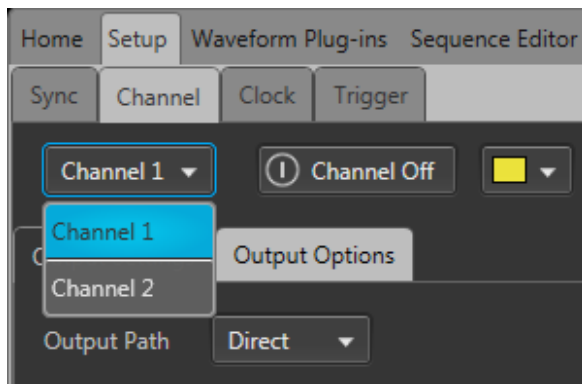 Home Setup Waveform Plug-ins Sequence Editor
Sync Channel Clock Trigger
Channel 1 Channel Off
Channel 1
Output Options
Channel 2
Output Path Direct